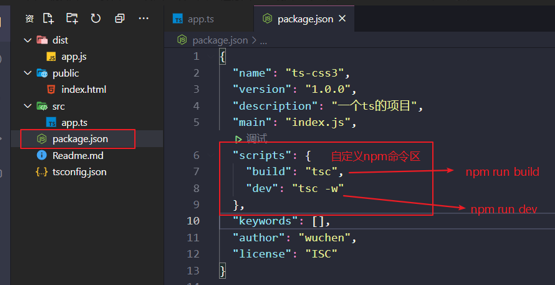 资
app.ts
package.json
dist
app.js
public
index.html
src
app.ts
package.json
Readme.md
tsconfig.json
package.json > ...
1 {
2 "name": "ts-css3",
3 "version": "1.0.0",
4 "description": "一个ts的项目",
5 "main": "index.js",
调试
6 "scripts": { 自定义npm命令区
7 "build": "tsc", npm run build
8 "dev": "tsc -w"
9 }, npm run dev
10 "keywords": [],
11 "author": "wuchen",
12 "license": "ISC"
13 }